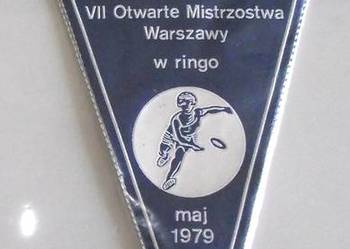 VII Otwarte Mistrzostwa
Warszawy
w ringo
maj
1979